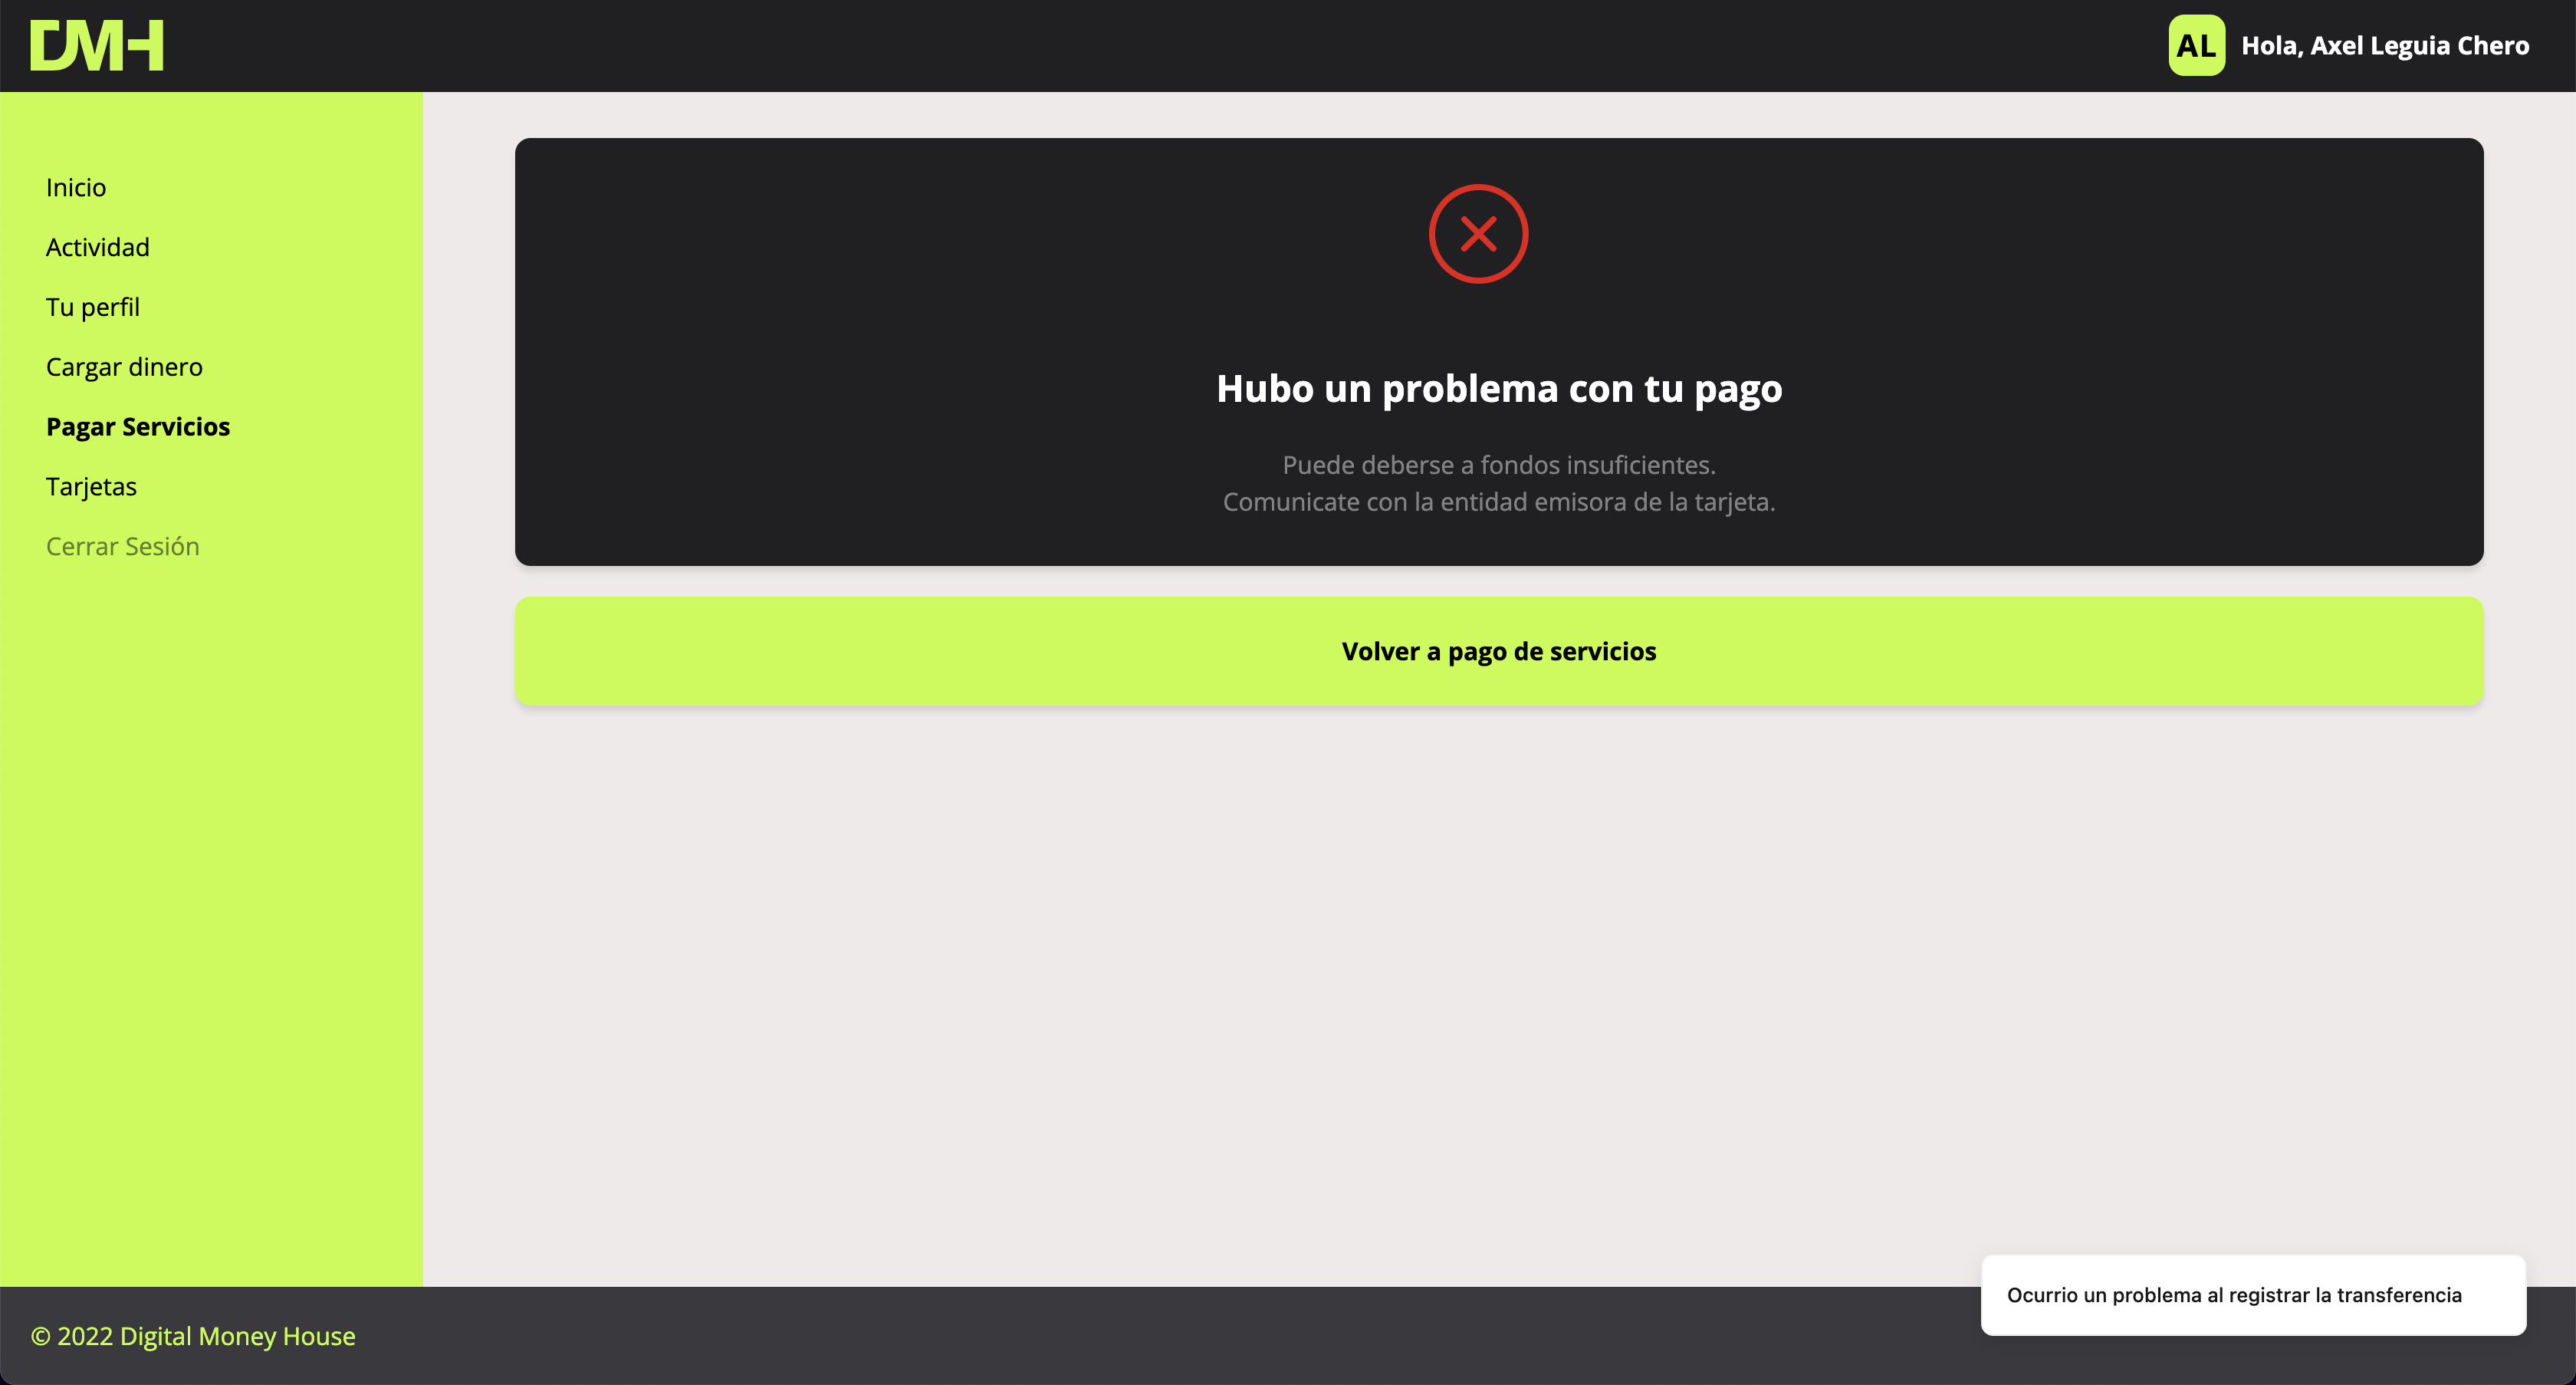 DMH
AL
Hola, Axel Leguia Chero
Inicio
Actividad
Tu perfil
Cargar dinero
Pagar Servicios
Tarjetas
Cerrar Sesión
Hubo un problema con tu pago
Puede deberse a fondos insuficientes.
Comunicate con la entidad emisora de la tarjeta.
Volver a pago de servicios
Ocurrio un problema al registrar la transferencia
© 2022 Digital Money House